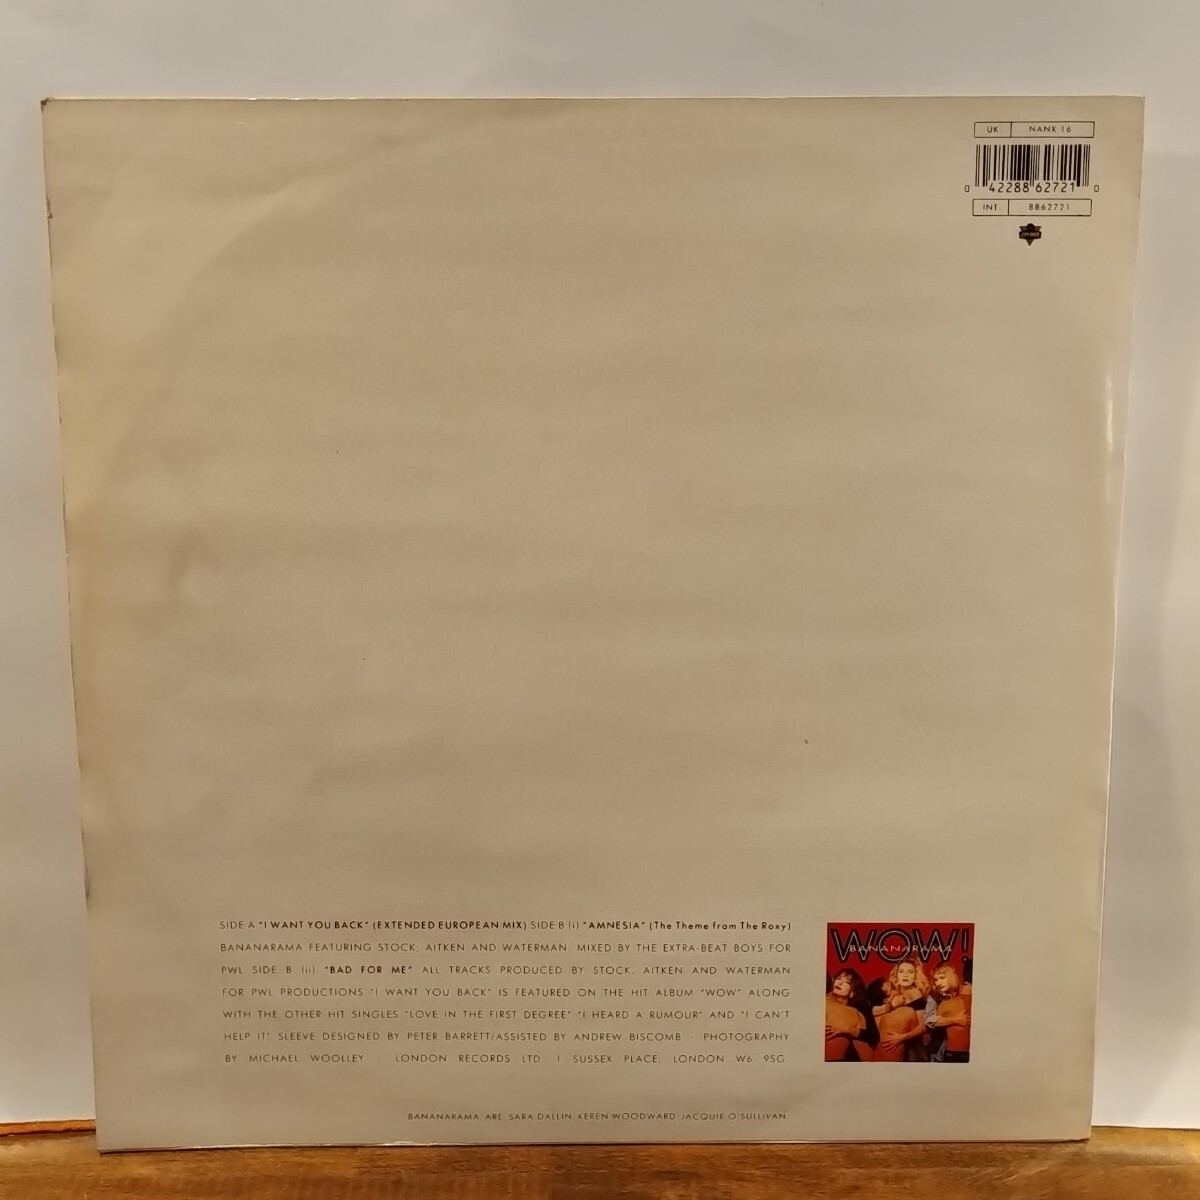 UK: NANX 16
0 42288 62721 0
INT: 8862721
SIDE A "I WANT YOU BACK" (EXTENDED EUROPEAN MIX) SIDE B (i) "AMNESIA" (The Theme from The Roxy)
BANANARAMA FEATURING STOCK, AITKEN AND WATERMAN. MIXED BY THE EXTRA-BEAT BOYS FOR
PWL SIDE B (ii) "BAD FOR ME" ALL TRACKS PRODUCED BY STOCK, AITKEN AND WATERMAN
FOR PWL PRODUCTIONS "I WANT YOU BACK" IS FEATURED ON THE HIT ALBUM "WOW" ALONG
WITH THE OTHER HIT SINGLES "LOVE IN THE FIRST DEGREE" "I HEARD A RUMOUR" AND "I CAN'T
HELP IT" SLEEVE DESIGNED BY PETER BARRETT/ASSISTED BY ANDREW BISCOMB · PHOTOGRAPHY
BY MICHAEL WOOLLEY · LONDON RECORDS LTD. 1 SUSSEX PLACE, LONDON W6 9SG
WOW!
BANANARAMA
BANANARAMA ARE SARA DALLIN KEREN WOODWARD JACQUIE O'SULLIVAN